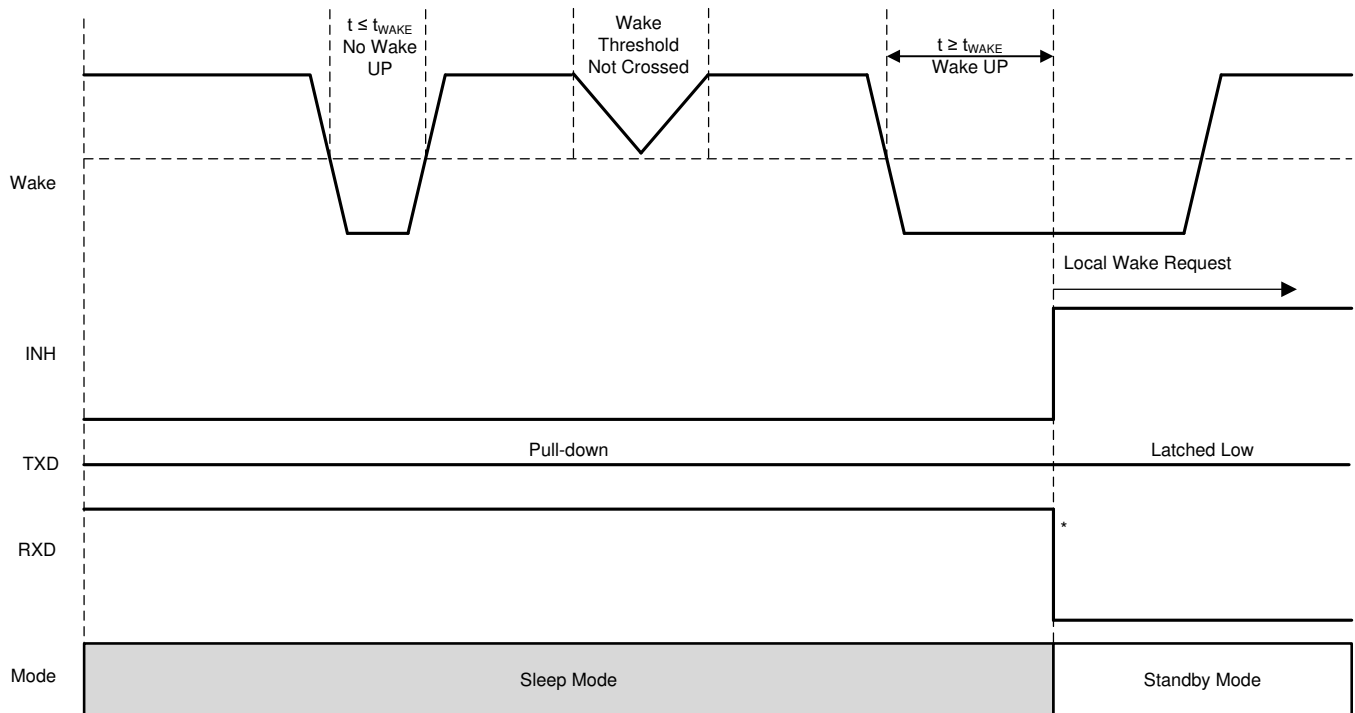 t ≤ tWAKE
No Wake
UP
Wake
Threshold
Not Crossed
t ≥ tWAKE
Wake UP
Wake
Local Wake Request
INH
Pull-down
Latched Low
TXD
*
RXD
Mode
Sleep Mode
Standby Mode